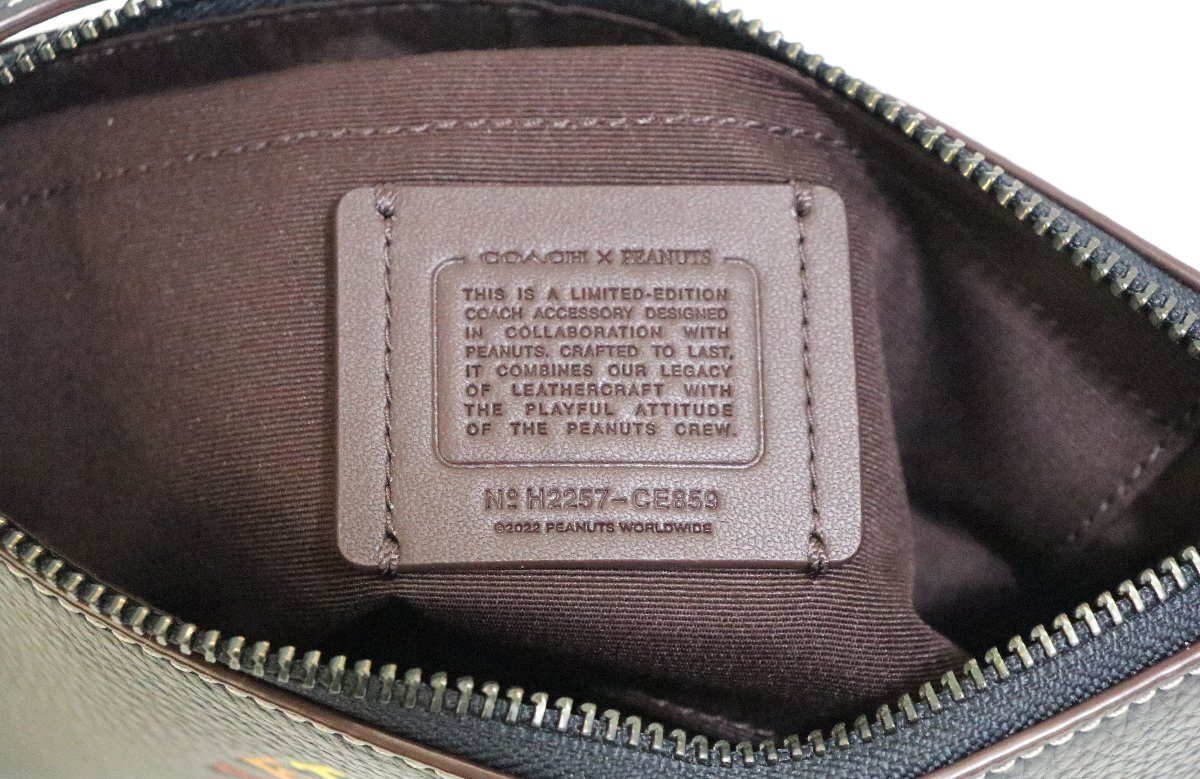 COACH X PEANUTS
THIS IS A LIMITED-EDITION
COACH ACCESSORY DESIGNED
IN COLLABORATION WITH
PEANUTS. CRAFTED TO LAST,
IT COMBINES OUR LEGACY
OF LEATHERCRAFT WITH
THE PLAYFUL ATTITUDE
OF THE PEANUTS CREW.
Nº H2257-CE859
©2022 PEANUTS WORLDWIDE